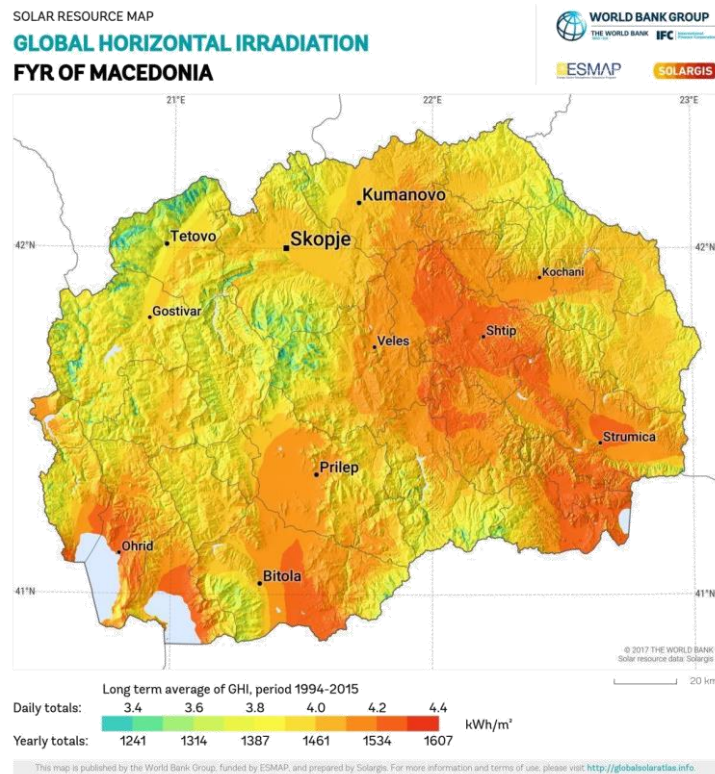 SOLAR RESOURCE MAP
GLOBAL HORIZONTAL IRRADIATION
FYR OF MACEDONIA
WORLD BANK GROUP
THE WORLD BANK
IFC
ESMAP
SOLARGIS
21°E
22°E
23°E
Kumanovo
Tetovo
Skopje
42°N
42°N
Kochani
Gostivar
Shtip
Veles
Strumica
Prilep
Ohrid
Bitola
41°N
41°N
© 2017 THE WORLD BANK
Solar resource data: Solargis
20 km
Long term average of GHI, period 1994-2015
Daily totals: 3.4 3.6 3.8 4.0 4.2 4.4
kWh/m²
Yearly totals: 1241 1314 1387 1461 1534 1607
This map is published by the World Bank Group, funded by ESMAP, and prepared by Solargis. For more information and terms of use, please visit http://globalsolaratlas.info.